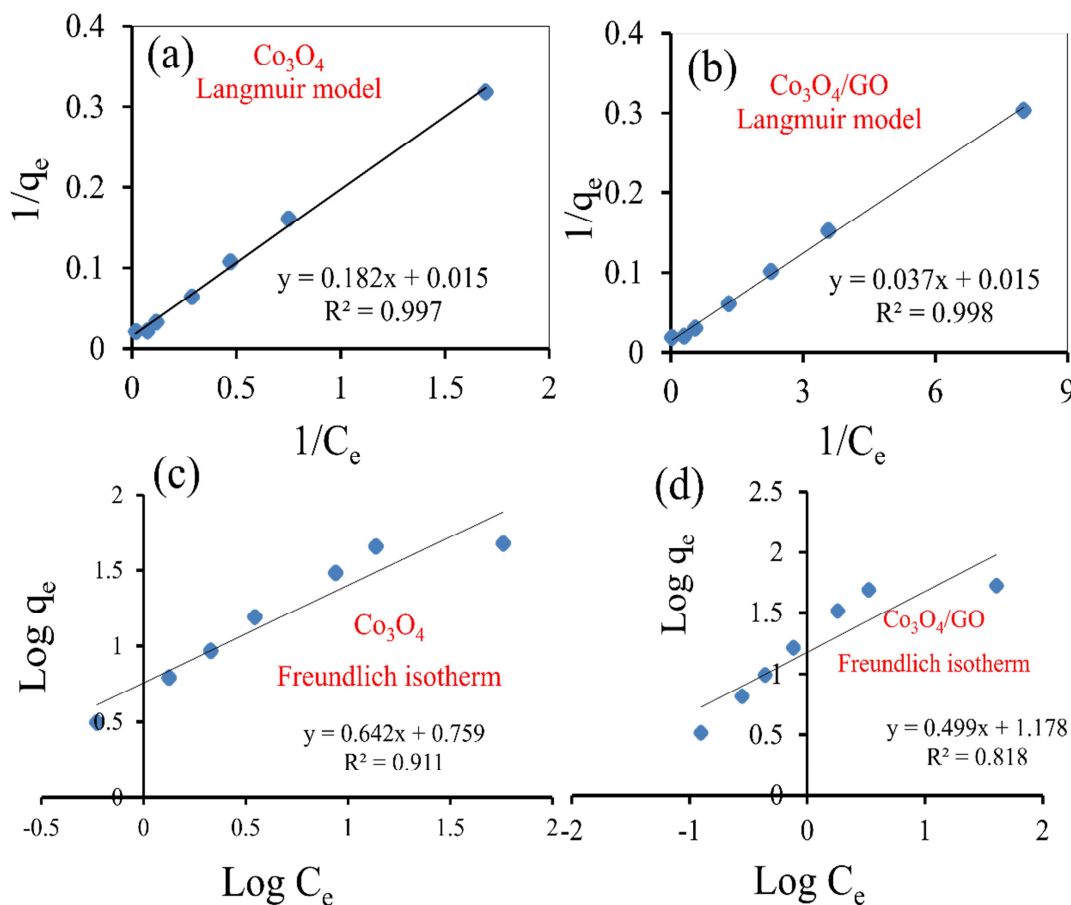 (a)
Co₃O₄
Langmuir model
1/qₑ
0.4
0.3
0.2
0.1
0
y = 0.182x + 0.015
R² = 0.997
0 0.5 1 1.5 2
1/Cₑ
(b)
Co₃O₄/GO
Langmuir model
1/qₑ
0.4
0.3
0.2
0.1
0
y = 0.037x + 0.015
R² = 0.998
0 3 6 9
1/Cₑ
(c)
Log qₑ
2
1.5
1
0.5
0
Co₃O₄
Freundlich isotherm
y = 0.642x + 0.759
R² = 0.911
-0.5 0 0.5 1 1.5 2
Log Cₑ
(d)
Log qₑ
2.5
2
1.5
1
0.5
0
Co₃O₄/GO
Freundlich isotherm
y = 0.499x + 1.178
R² = 0.818
-2 -1 0 1 2
Log Cₑ